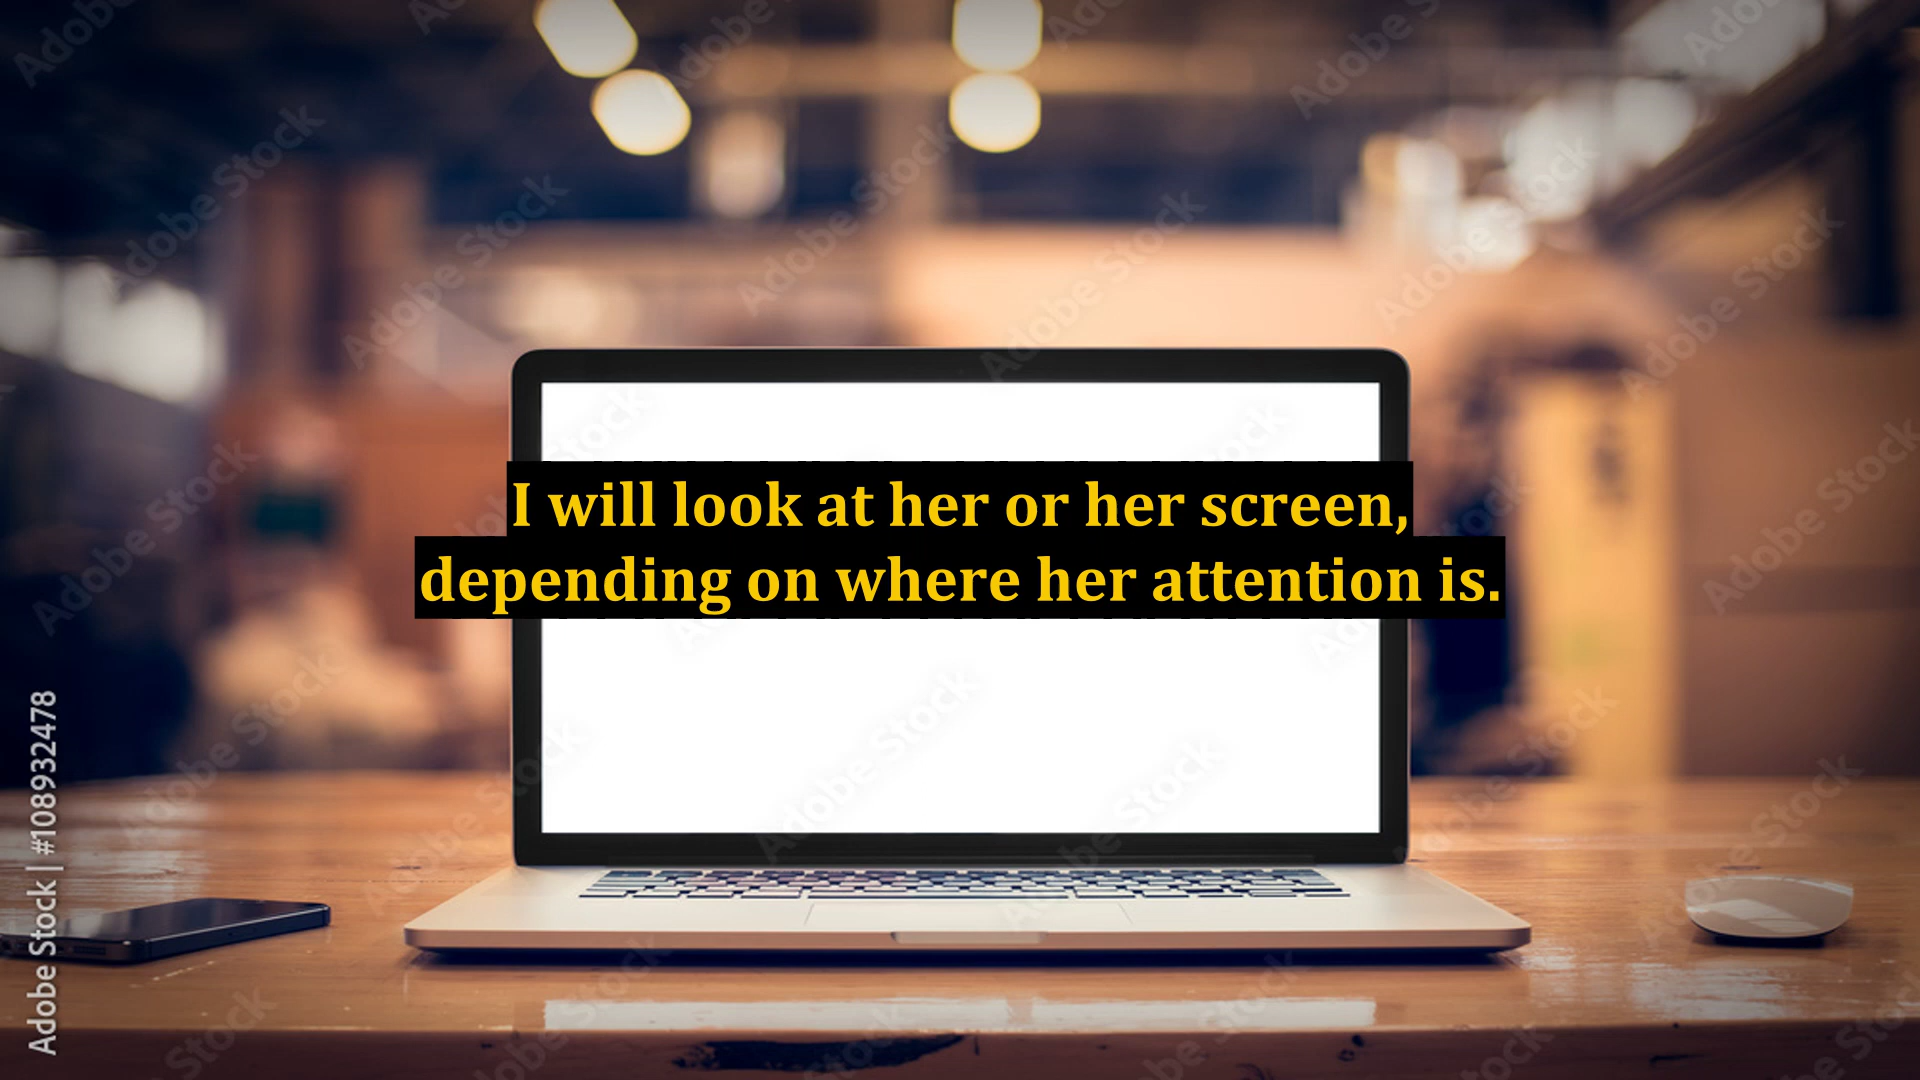 I will look at her or her screen,
depending on where her attention is.
Adobe Stock | #108932478